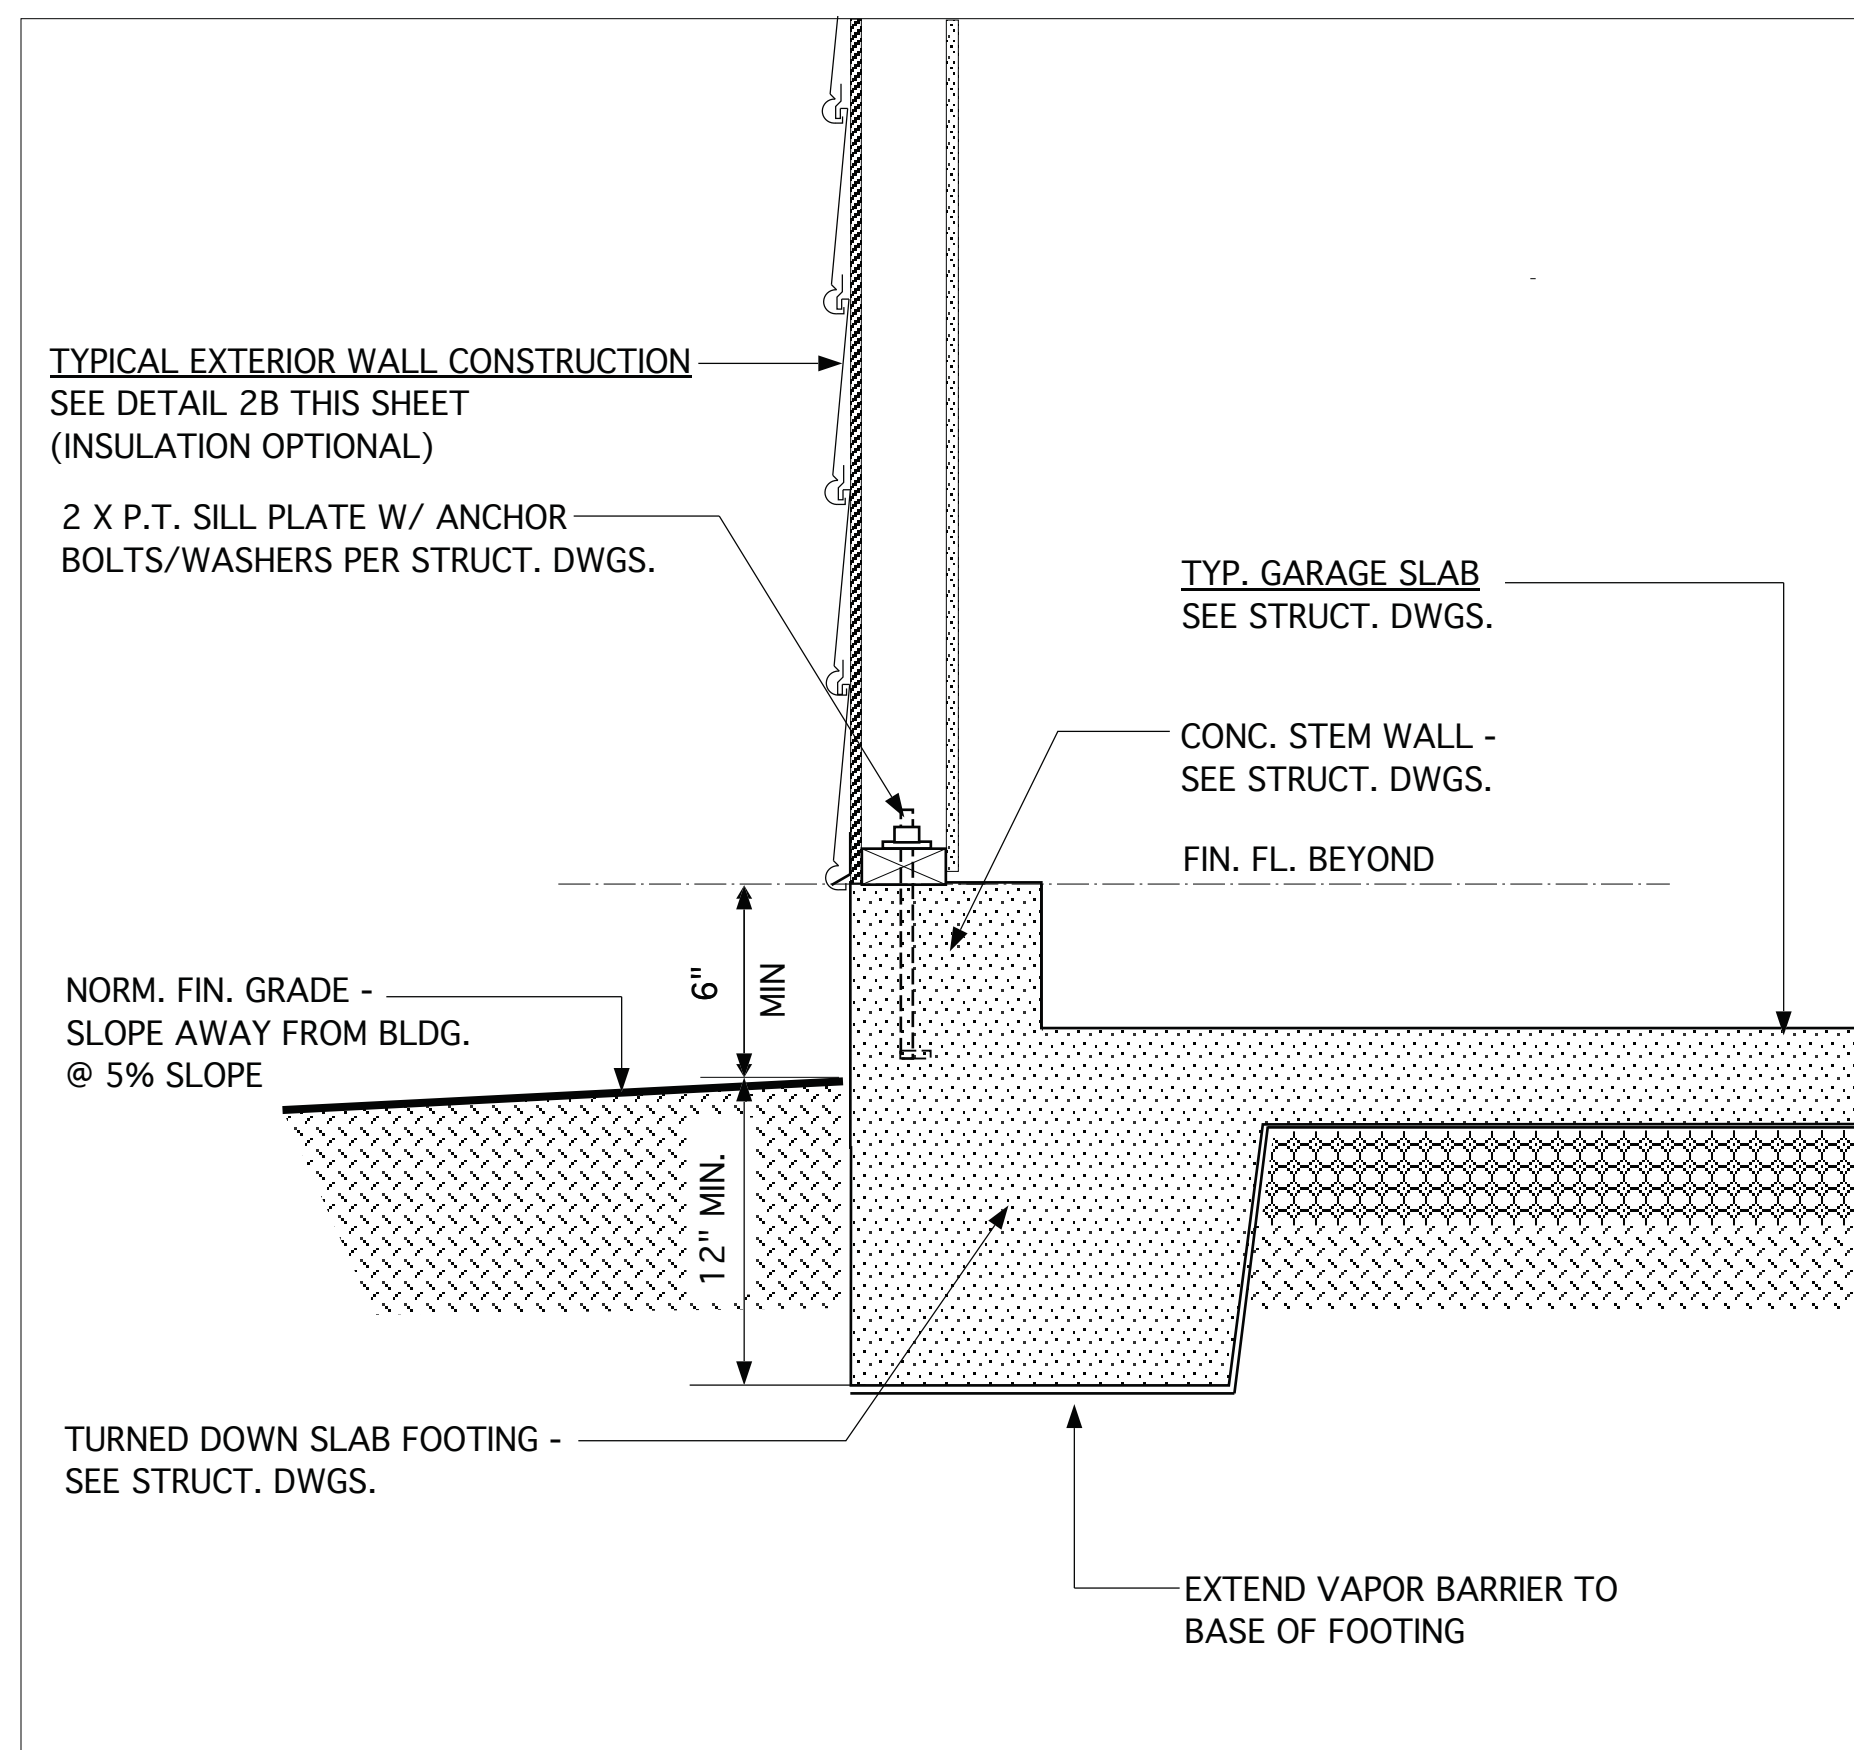 TYPICAL EXTERIOR WALL CONSTRUCTION
SEE DETAIL 2B THIS SHEET
(INSULATION OPTIONAL)
2 X P.T. SILL PLATE W/ ANCHOR
BOLTS/WASHERS PER STRUCT. DWGS.
TYP. GARAGE SLAB
SEE STRUCT. DWGS.
CONC. STEM WALL -
SEE STRUCT. DWGS.
FIN. FL. BEYOND
6"
MIN
NORM. FIN. GRADE -
SLOPE AWAY FROM BLDG.
@ 5% SLOPE
12" MIN.
TURNED DOWN SLAB FOOTING -
SEE STRUCT. DWGS.
EXTEND VAPOR BARRIER TO
BASE OF FOOTING